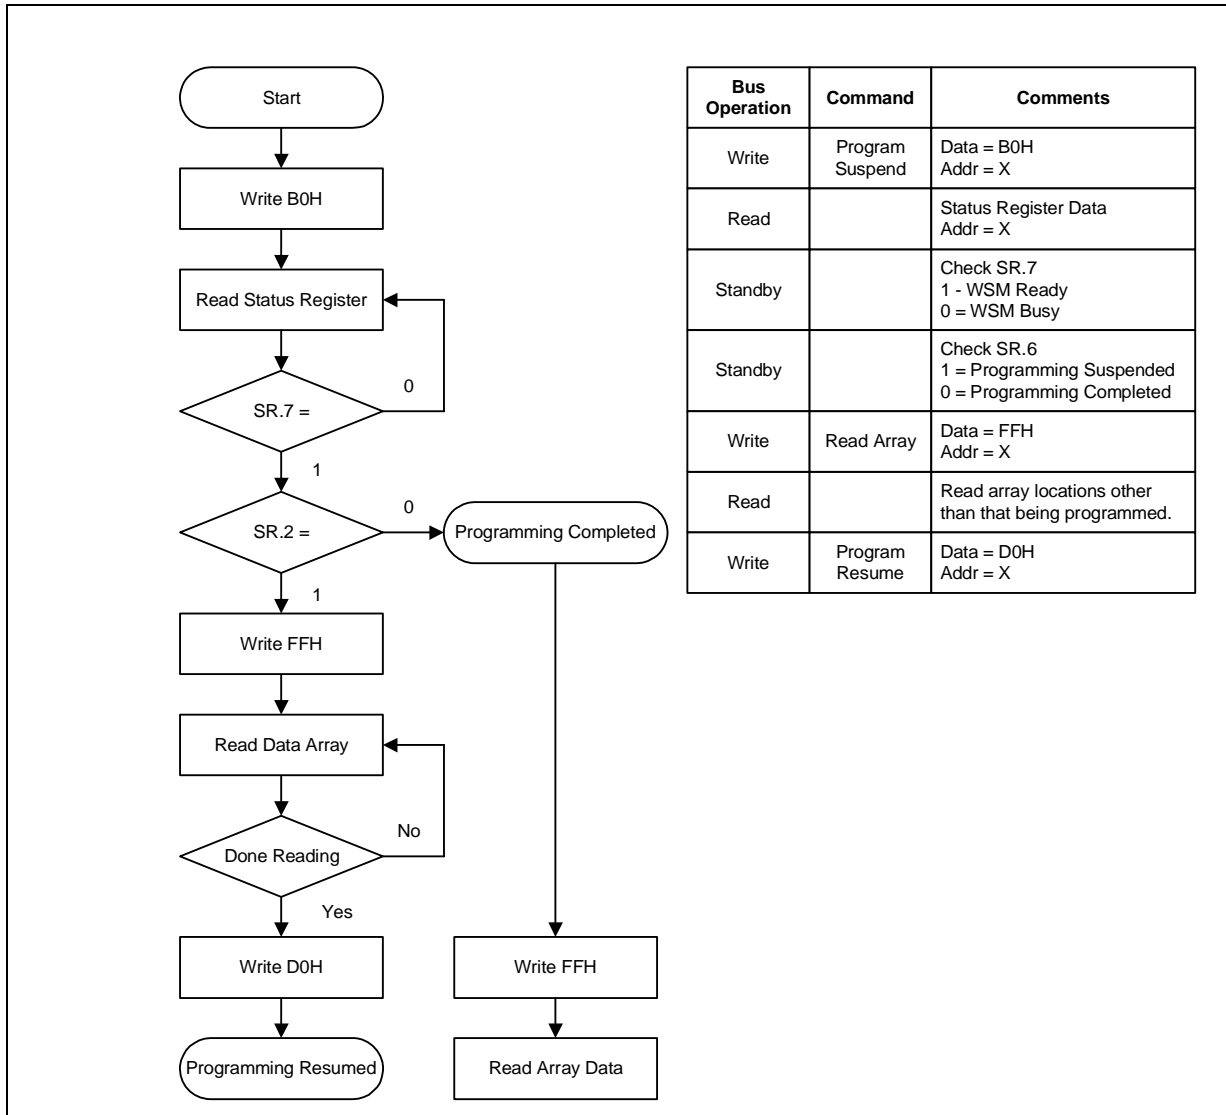 Start
Write B0H
Read Status Register
0
SR.7 =
1
0
SR.2 =
Programming Completed
1
Write FFH
Read Data Array
No
Done Reading
Yes
Write D0H
Write FFH
Programming Resumed
Read Array Data
Bus
Operation
Command
Comments
Write
Program
Suspend
Data = B0H
Addr = X
Read
Status Register Data
Addr = X
Standby
Check SR.7
1 - WSM Ready
0 = WSM Busy
Standby
Check SR.6
1 = Programming Suspended
0 = Programming Completed
Write
Read Array
Data = FFH
Addr = X
Read
Read array locations other
than that being programmed.
Write
Program
Resume
Data = D0H
Addr = X